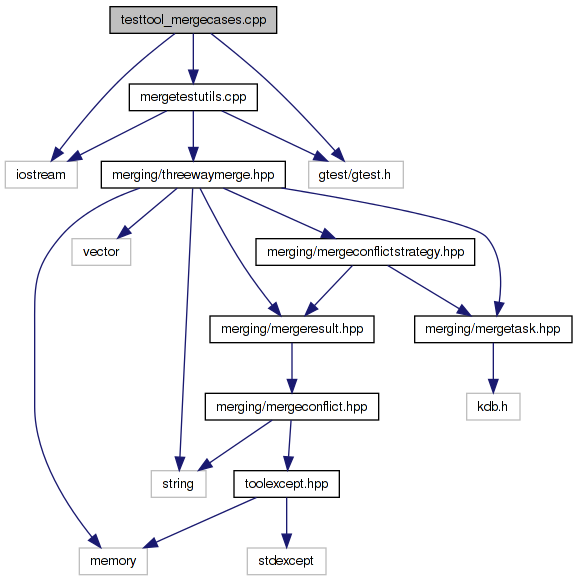 testtool_mergecases.cpp
mergetestutils.cpp
iostream
merging/threewaymerge.hpp
gtest/gtest.h
vector
merging/mergeconflictstrategy.hpp
merging/mergeresult.hpp
merging/mergetask.hpp
merging/mergeconflict.hpp
kdb.h
string
toolexcept.hpp
memory
stdexcept